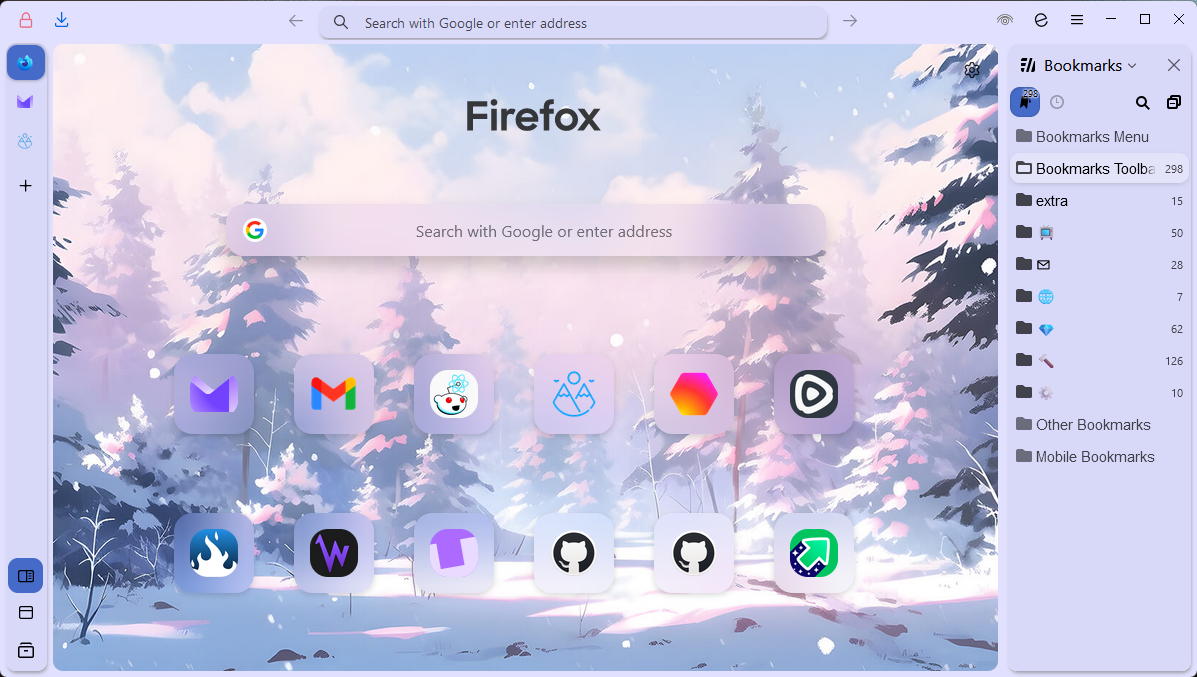 Search with Google or enter address
Firefox
Search with Google or enter address
Bookmarks
298
Bookmarks Menu
Bookmarks Toolba 298
extra 15
50
28
7
62
126
10
Other Bookmarks
Mobile Bookmarks